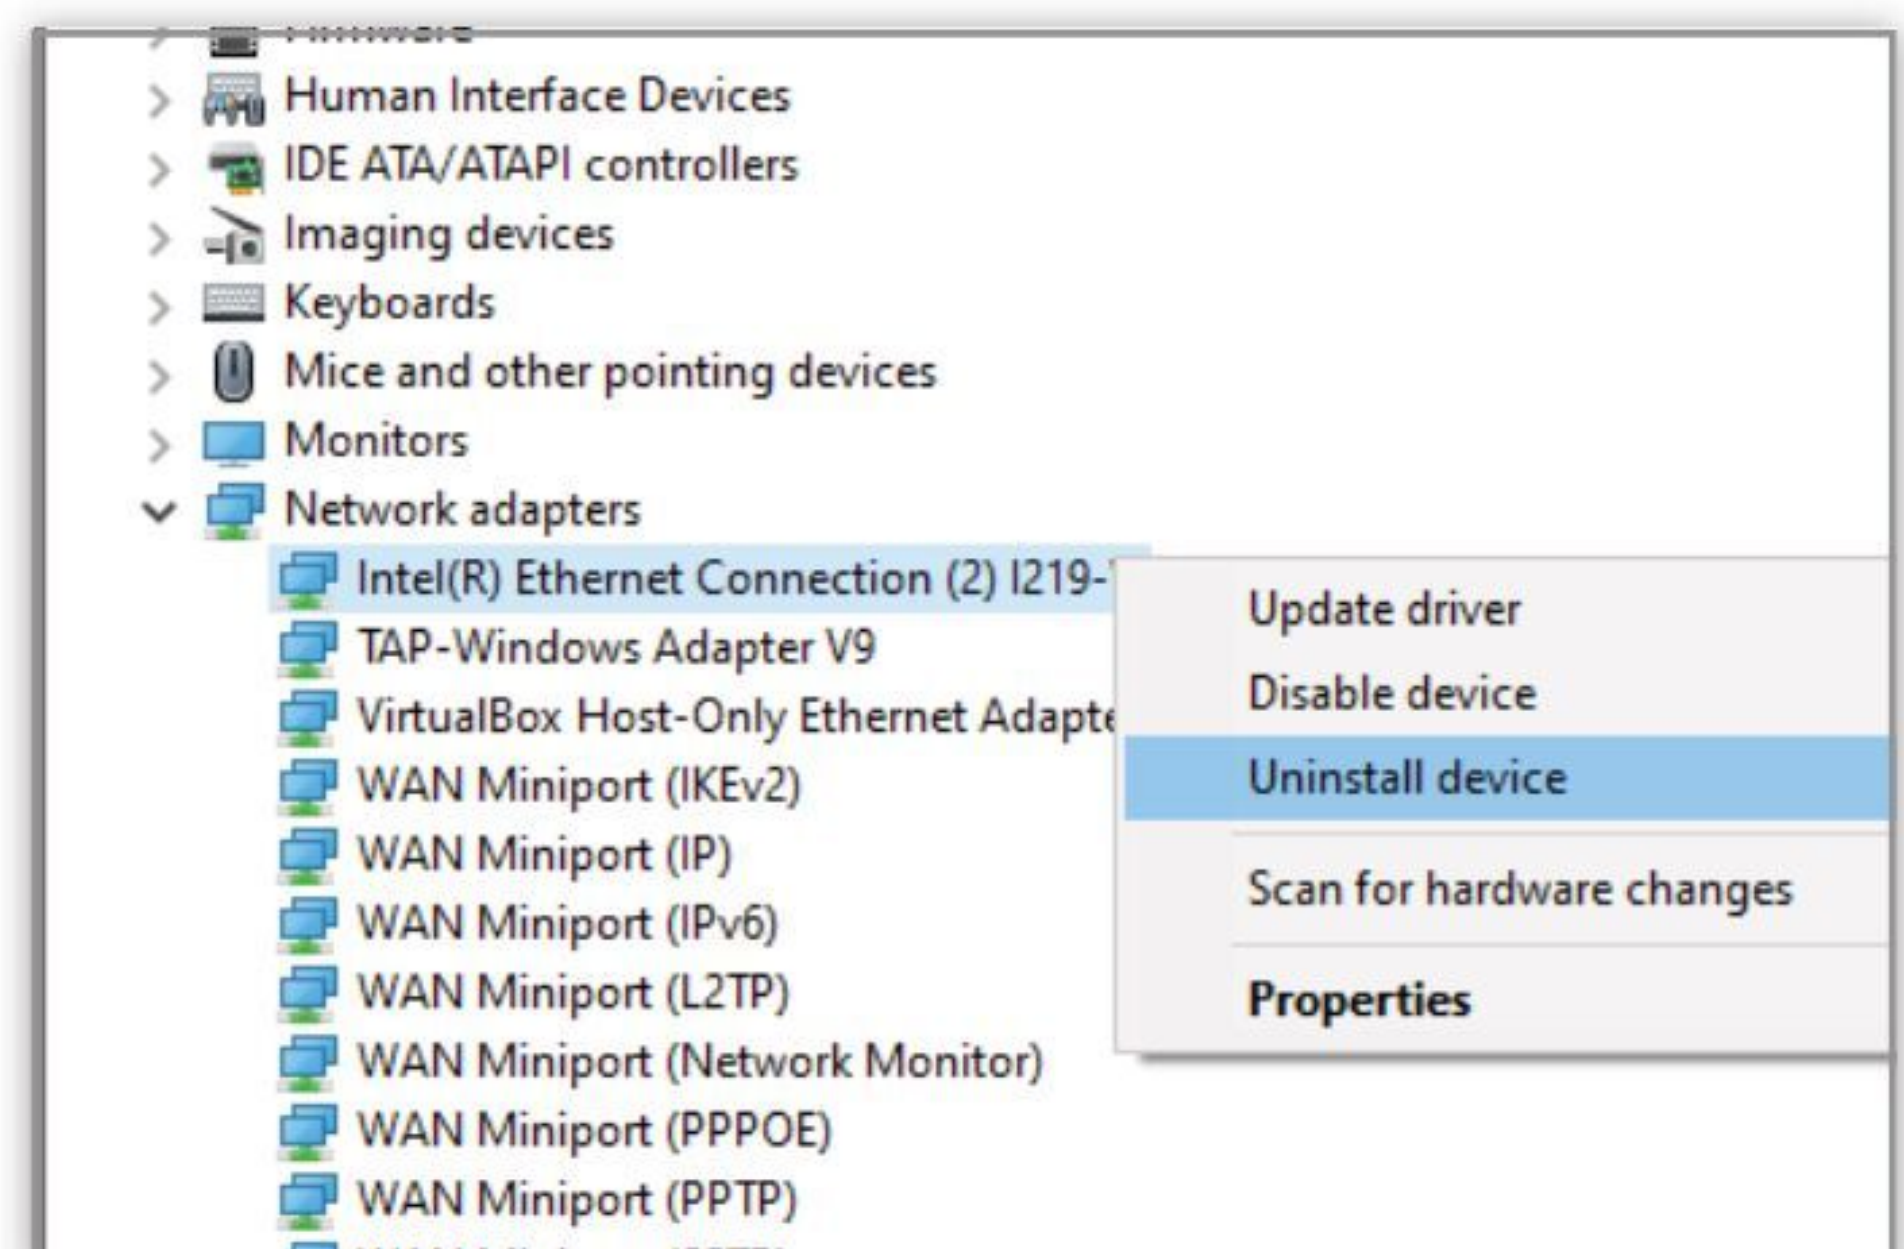 Firmware
Human Interface Devices
IDE ATA/ATAPI controllers
Imaging devices
Keyboards
Mice and other pointing devices
Monitors
Network adapters
Intel(R) Ethernet Connection (2) I219-
TAP-Windows Adapter V9
VirtualBox Host-Only Ethernet Adapte
WAN Miniport (IKEv2)
WAN Miniport (IP)
WAN Miniport (IPv6)
WAN Miniport (L2TP)
WAN Miniport (Network Monitor)
WAN Miniport (PPPOE)
WAN Miniport (PPTP)
Update driver
Disable device
Uninstall device
Scan for hardware changes
Properties